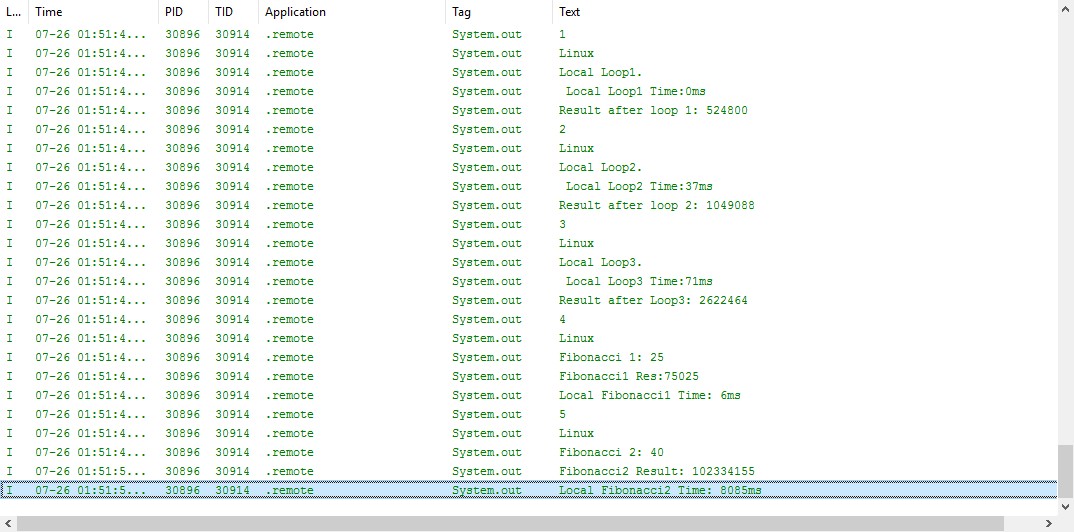 L... Time PID TID Application Tag Text
I 07-26 01:51:4... 30896 30914 .remote System.out 1
I 07-26 01:51:4... 30896 30914 .remote System.out Linux
I 07-26 01:51:4... 30896 30914 .remote System.out Local Loop1.
I 07-26 01:51:4... 30896 30914 .remote System.out Local Loop1 Time:0ms
I 07-26 01:51:4... 30896 30914 .remote System.out Result after loop 1: 524800
I 07-26 01:51:4... 30896 30914 .remote System.out 2
I 07-26 01:51:4... 30896 30914 .remote System.out Linux
I 07-26 01:51:4... 30896 30914 .remote System.out Local Loop2.
I 07-26 01:51:4... 30896 30914 .remote System.out Local Loop2 Time:37ms
I 07-26 01:51:4... 30896 30914 .remote System.out Result after loop 2: 1049088
I 07-26 01:51:4... 30896 30914 .remote System.out 3
I 07-26 01:51:4... 30896 30914 .remote System.out Linux
I 07-26 01:51:4... 30896 30914 .remote System.out Local Loop3.
I 07-26 01:51:4... 30896 30914 .remote System.out Local Loop3 Time:71ms
I 07-26 01:51:4... 30896 30914 .remote System.out Result after Loop3: 2622464
I 07-26 01:51:4... 30896 30914 .remote System.out 4
I 07-26 01:51:4... 30896 30914 .remote System.out Linux
I 07-26 01:51:4... 30896 30914 .remote System.out Fibonacci 1: 25
I 07-26 01:51:4... 30896 30914 .remote System.out Fibonacci1 Res:75025
I 07-26 01:51:4... 30896 30914 .remote System.out Local Fibonacci1 Time: 6ms
I 07-26 01:51:4... 30896 30914 .remote System.out 5
I 07-26 01:51:4... 30896 30914 .remote System.out Linux
I 07-26 01:51:4... 30896 30914 .remote System.out Fibonacci 2: 40
I 07-26 01:51:5... 30896 30914 .remote System.out Fibonacci2 Result: 102334155
I 07-26 01:51:5... 30896 30914 .remote System.out Local Fibonacci2 Time: 8085ms